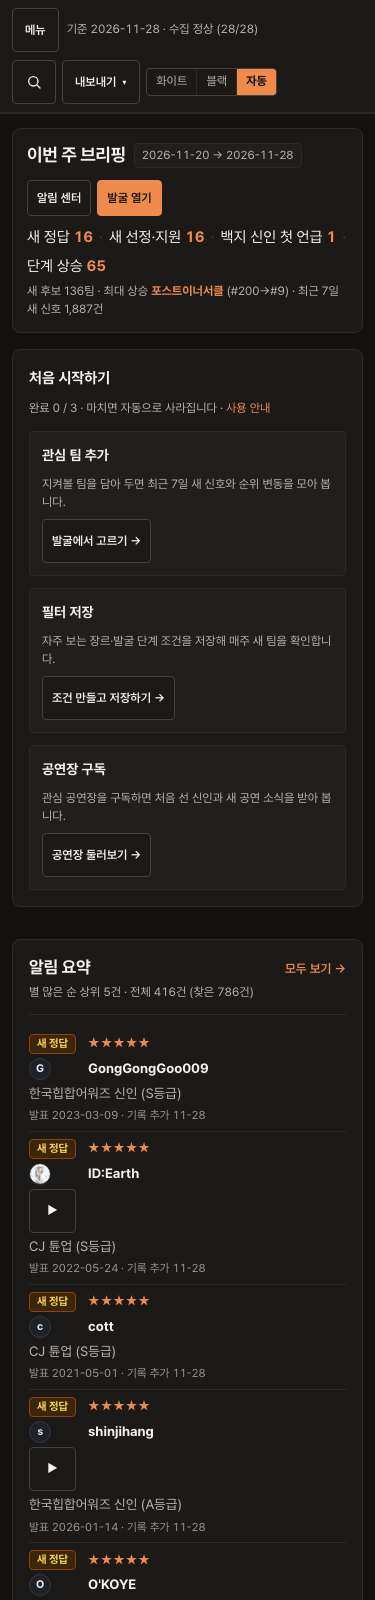 메뉴 기준 2026-11-28 · 수집 정상 (28/28)
내보내기 ▾ 화이트 블랙 자동
이번 주 브리핑 2026-11-20 → 2026-11-28
알림 센터 발굴 열기
새 정답 16 · 새 선정·지원 16 · 백지 신인 첫 언급 1 ·
단계 상승 65
새 후보 136팀 · 최대 상승 포스트이너서클 (#200→#9) · 최근 7일
새 신호 1,887건
처음 시작하기
완료 0 / 3 · 마치면 자동으로 사라집니다 · 사용 안내
관심 팀 추가
지켜볼 팀을 담아 두면 최근 7일 새 신호와 순위 변동을 모아 봅
니다.
발굴에서 고르기 →
필터 저장
자주 보는 장르·발굴 단계 조건을 저장해 매주 새 팀을 확인합니
다.
조건 만들고 저장하기 →
공연장 구독
관심 공연장을 구독하면 처음 선 신인과 새 공연 소식을 받아 봅
니다.
공연장 둘러보기 →
알림 요약 모두 보기 →
별 많은 순 상위 5건 · 전체 416건 (찾은 786건)
새 정답 ★★★★★
G GongGongGoo009
한국힙합어워즈 신인 (S등급)
발표 2023-03-09 · 기록 추가 11-28
새 정답 ★★★★★
ID:Earth
▶
CJ 튠업 (S등급)
발표 2022-05-24 · 기록 추가 11-28
새 정답 ★★★★★
c cott
CJ 튠업 (S등급)
발표 2021-05-01 · 기록 추가 11-28
새 정답 ★★★★★
s shinjihang
▶
한국힙합어워즈 신인 (A등급)
발표 2026-01-14 · 기록 추가 11-28
새 정답 ★★★★★
O O'KOYE